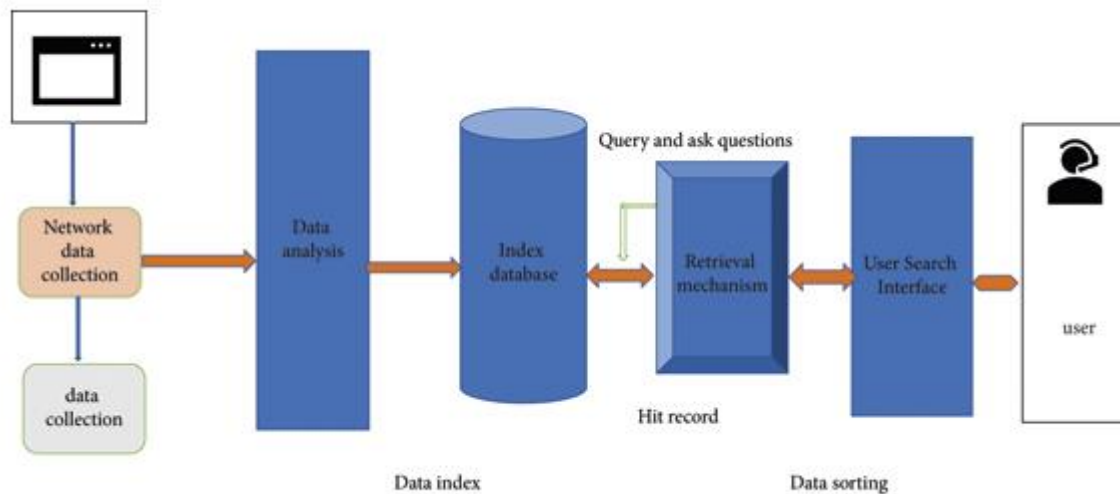 Network
data
collection
data
collection
Data
analysis
Index
database
Query and ask questions
Retrieval
mechanism
Hit record
User Search
Interface
user
Data index
Data sorting